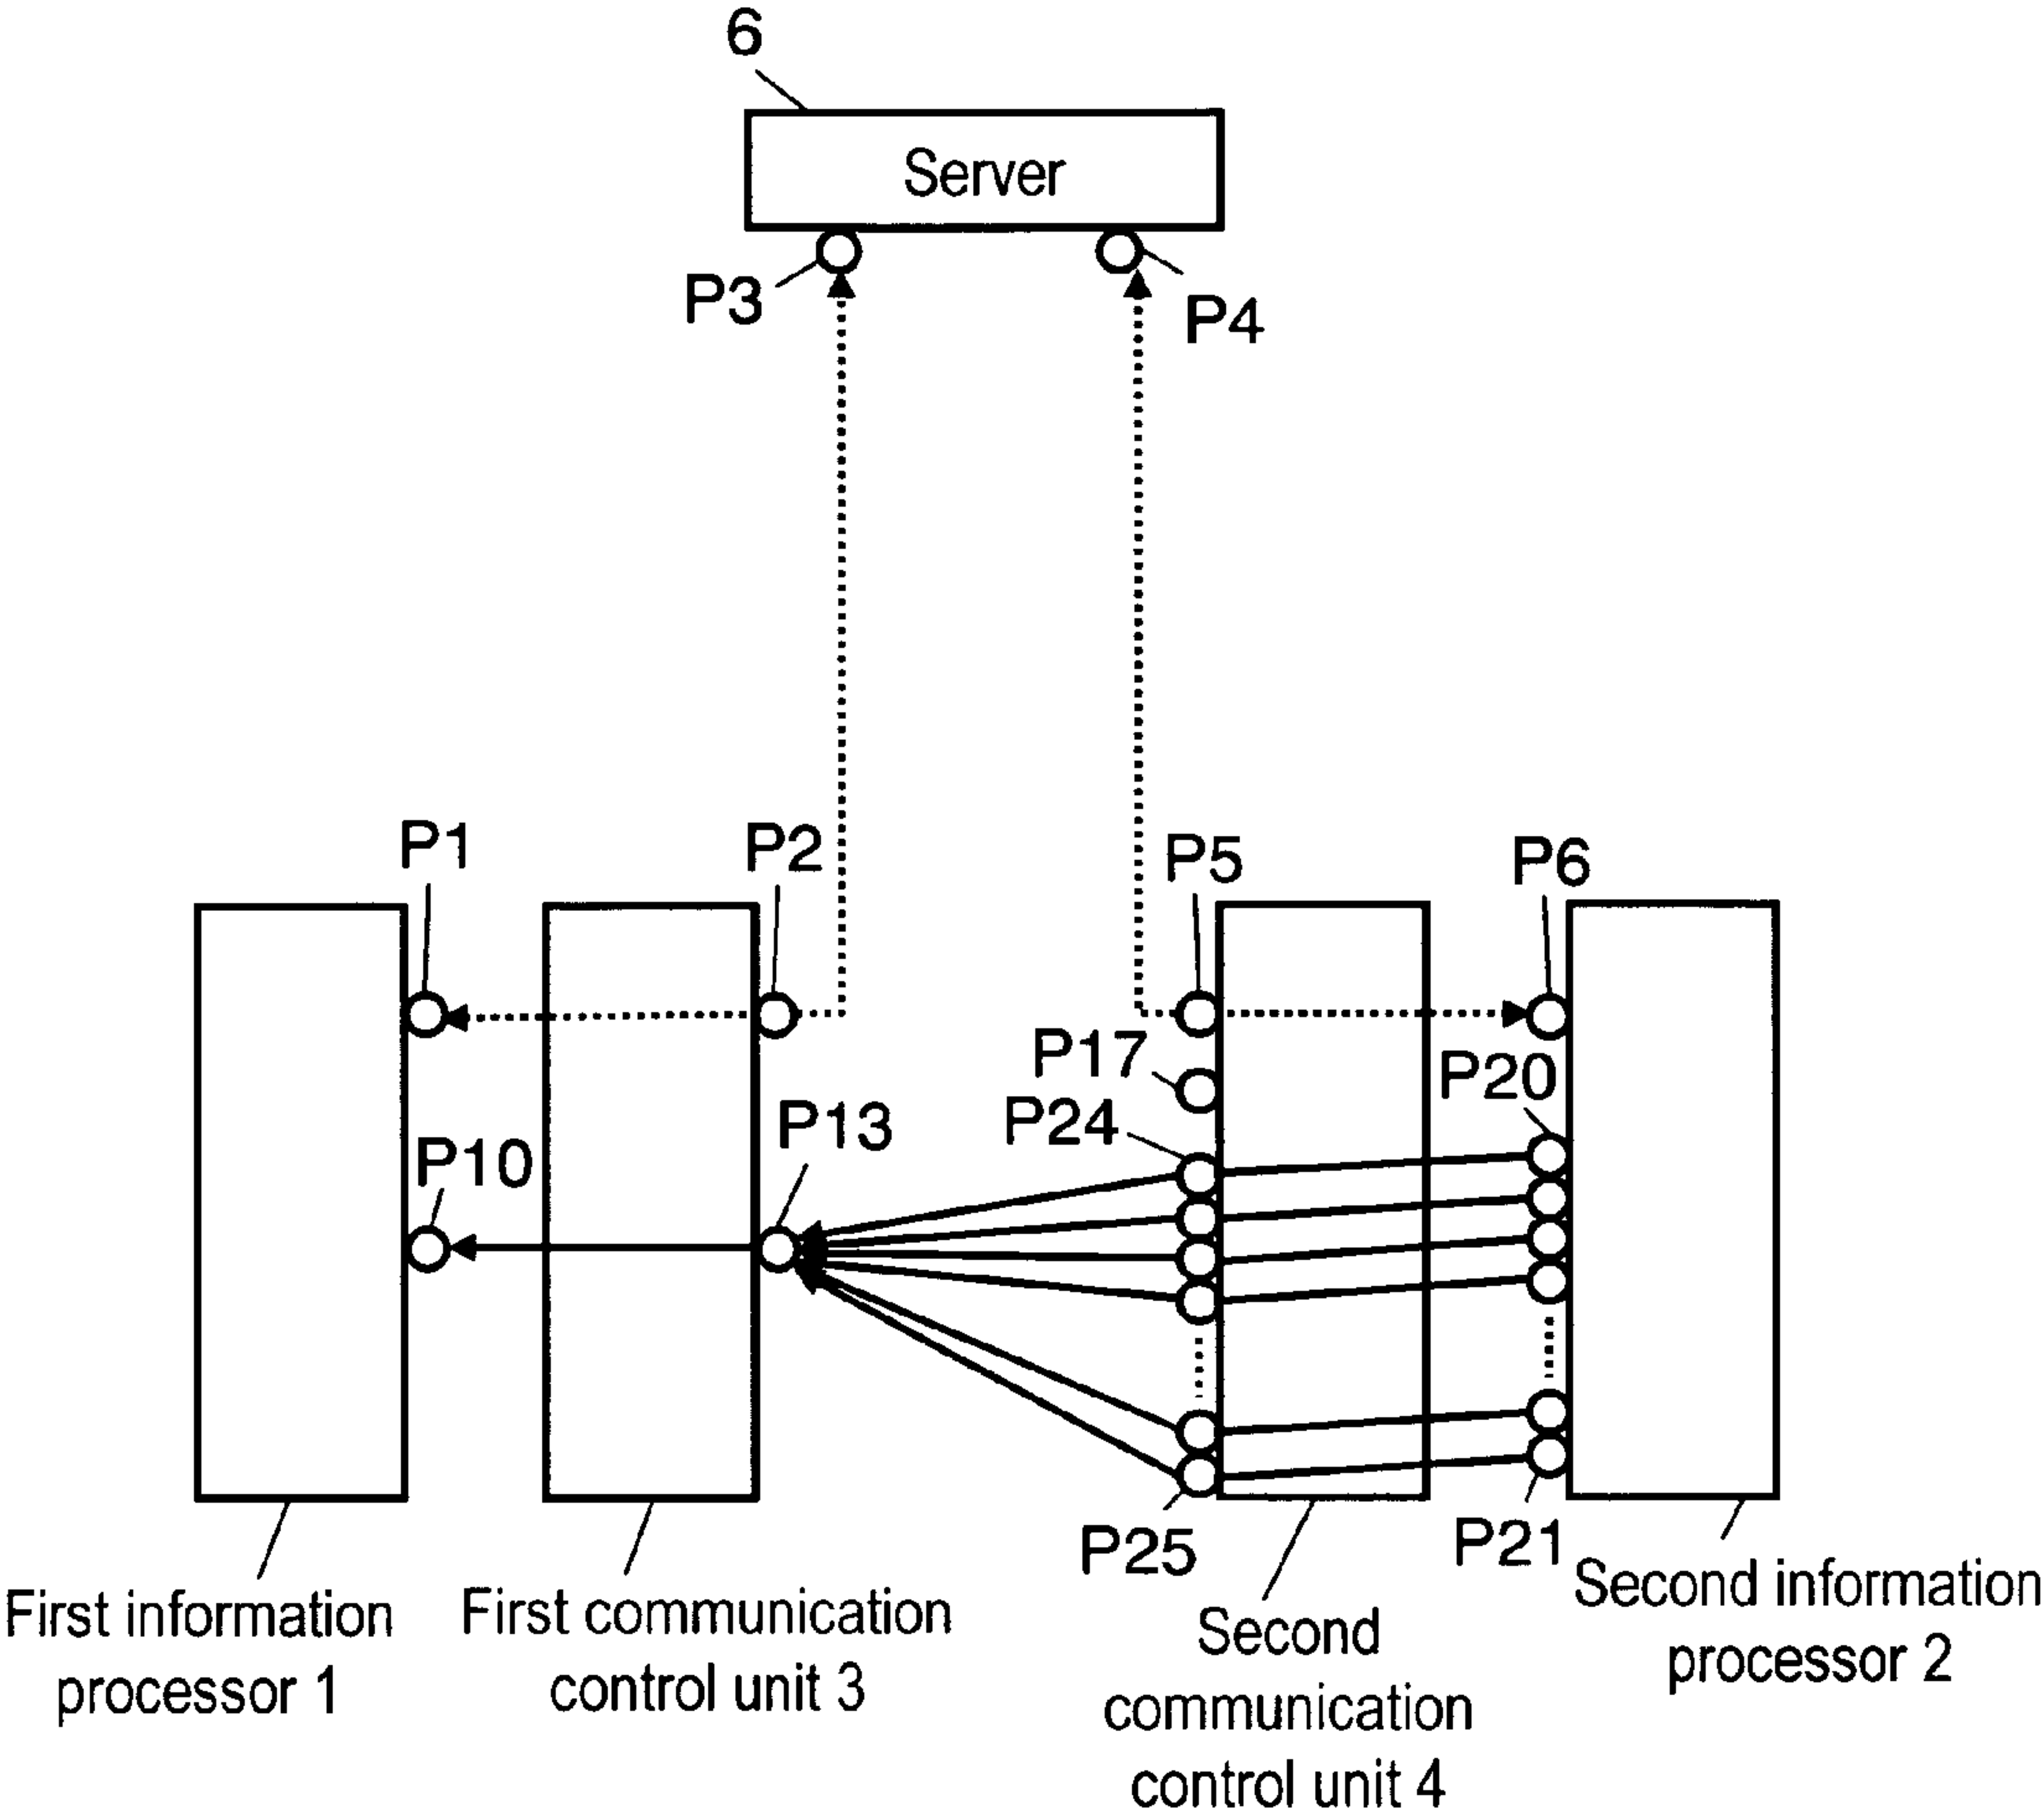 6
Server
P3
P4
P1
P2
P5
P6
P17
P20
P24
P13
P10
P25
P21
First information
processor 1
First communication
control unit 3
Second
communication
control unit 4
Second information
processor 2